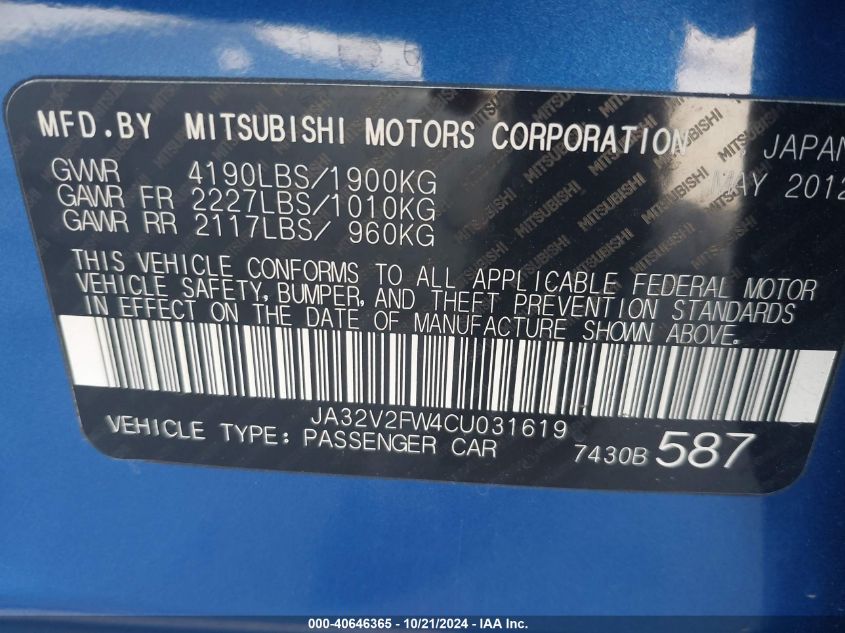 MFD.BY MITSUBISHI MOTORS CORPORATION JAPAN
GVWR 4190LBS/1900KG MAY 2012
GAWR FR 2227LBS/1010KG
GAWR RR 2117LBS/ 960KG
THIS VEHICLE CONFORMS TO ALL APPLICABLE FEDERAL MOTOR
VEHICLE SAFETY, BUMPER, AND THEFT PREVENTION STANDARDS
IN EFFECT ON THE DATE OF MANUFACTURE SHOWN ABOVE.
JA32V2FW4CU031619
VEHICLE TYPE: PASSENGER CAR 7430B 587
000-40646365 - 10/21/2024 - IAA Inc.